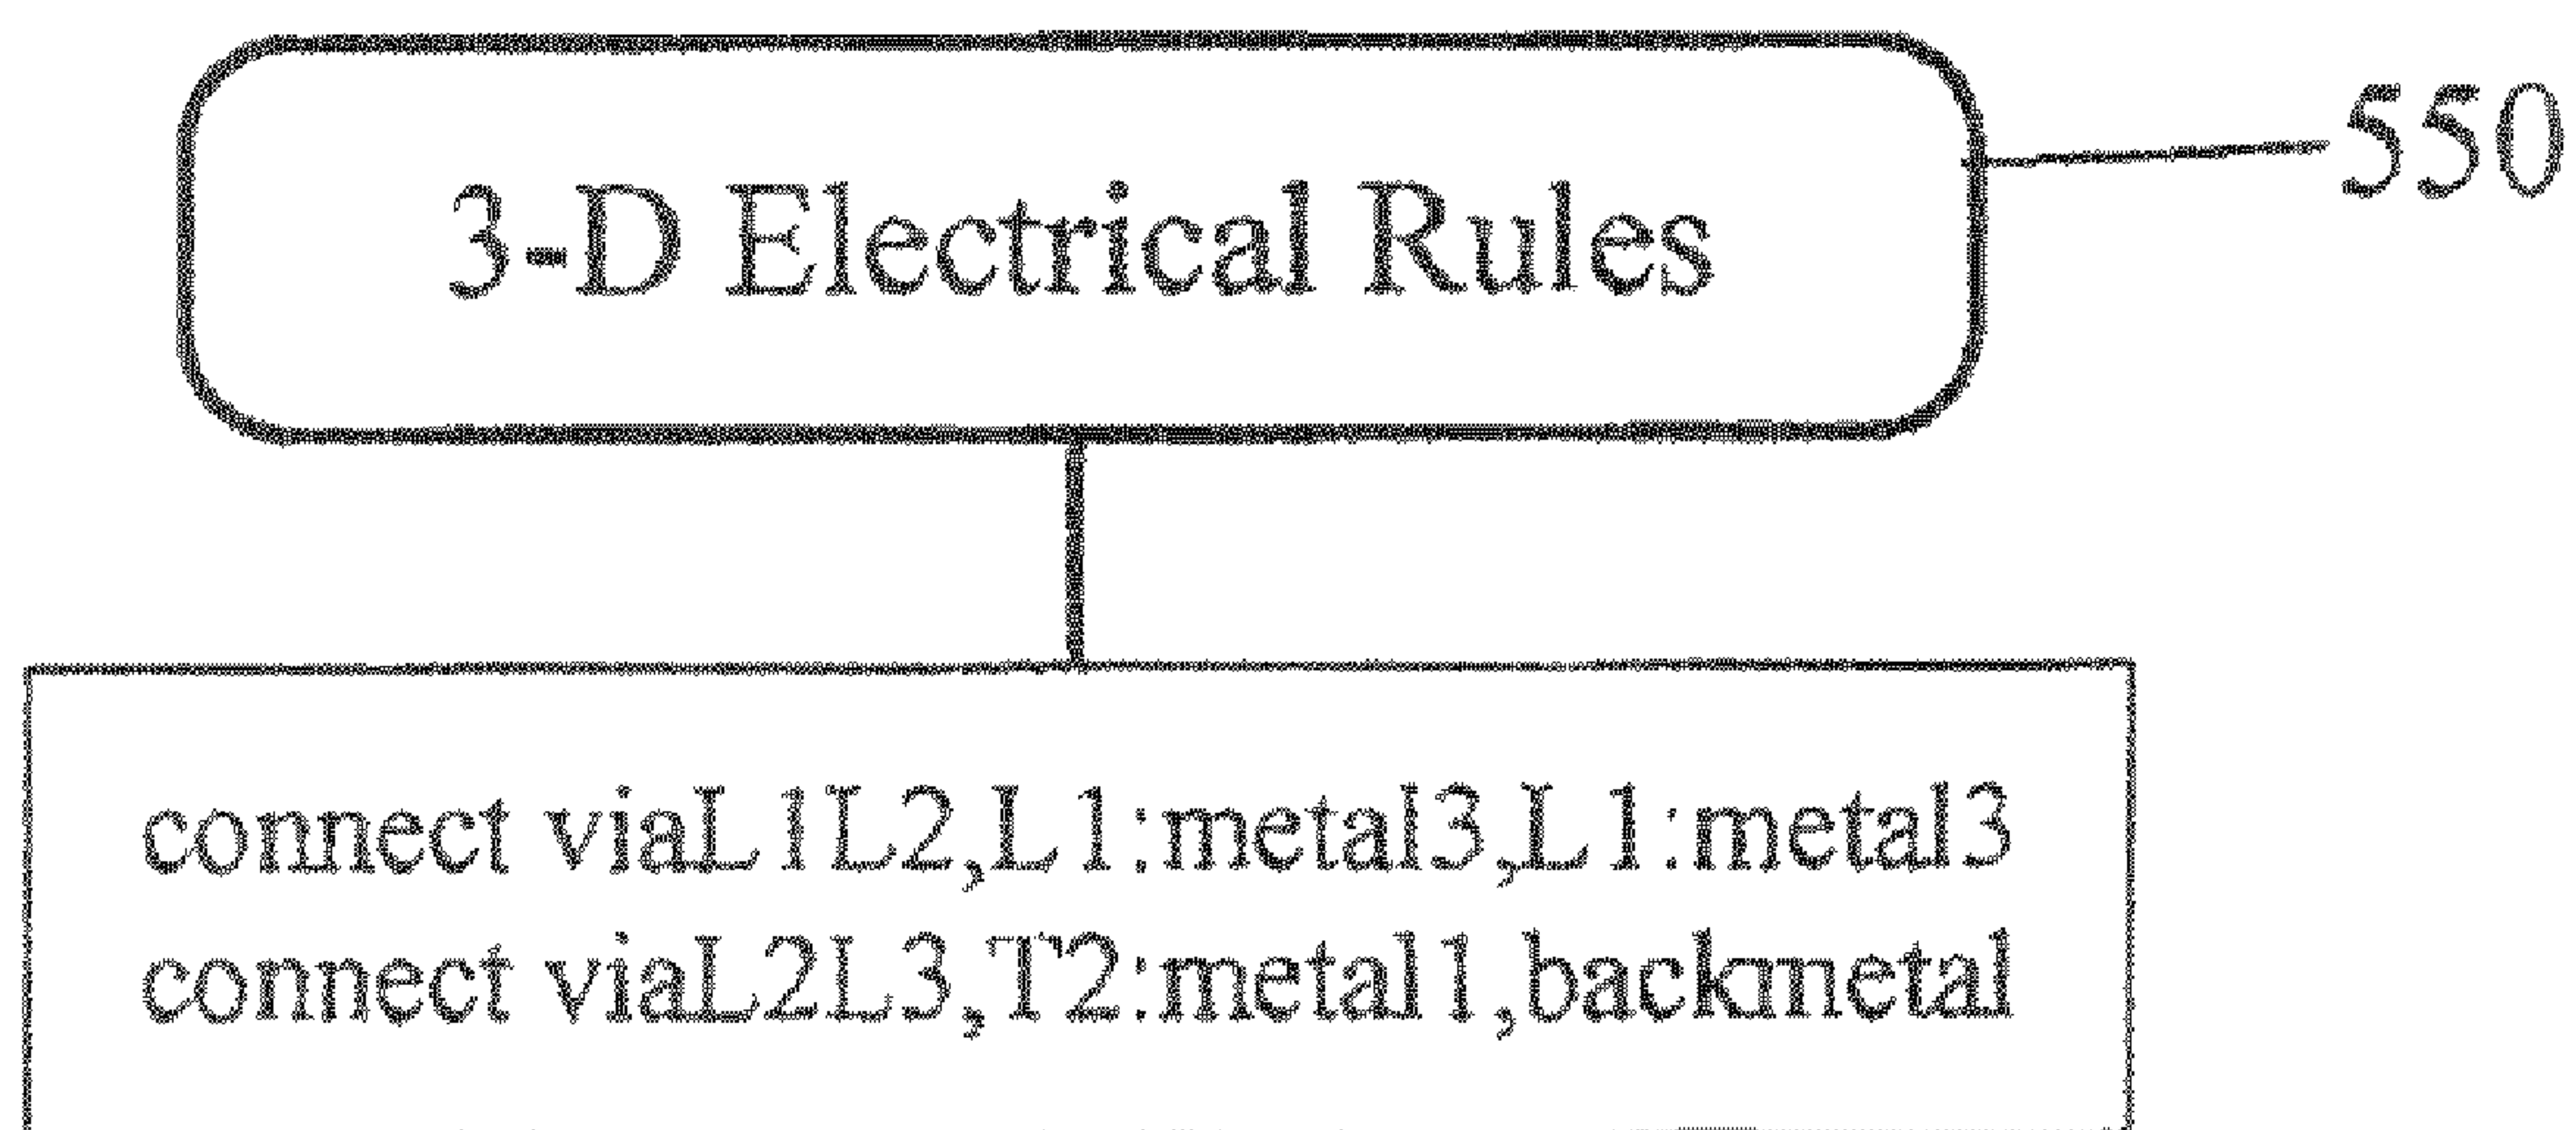 3-D Electrical Rules
550
connect viaL1L2,L1:metal3,L1:metal3
connect viaL2L3,T2:metal1,backmetal